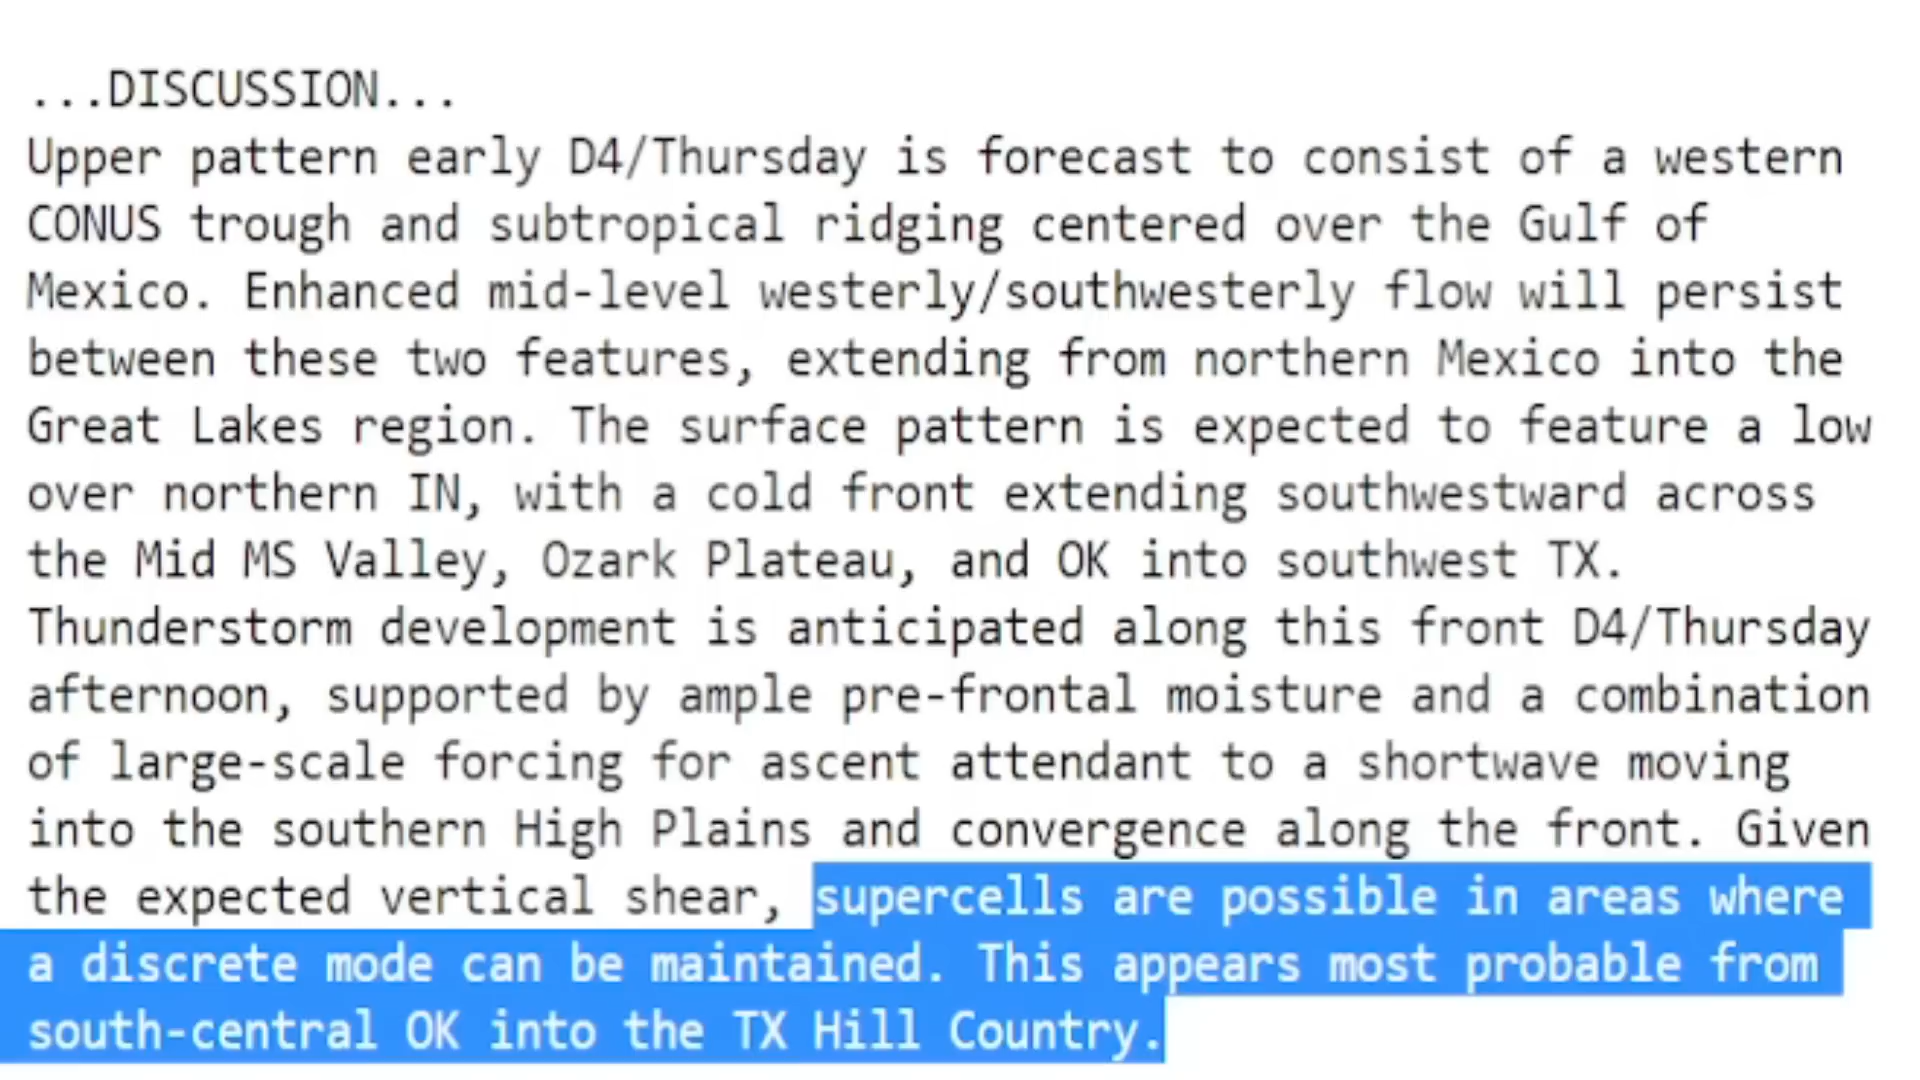 ...DISCUSSION...
Upper pattern early D4/Thursday is forecast to consist of a western
CONUS trough and subtropical ridging centered over the Gulf of
Mexico. Enhanced mid-level westerly/southwesterly flow will persist
between these two features, extending from northern Mexico into the
Great Lakes region. The surface pattern is expected to feature a low
over northern IN, with a cold front extending southwestward across
the Mid MS Valley, Ozark Plateau, and OK into southwest TX.
Thunderstorm development is anticipated along this front D4/Thursday
afternoon, supported by ample pre-frontal moisture and a combination
of large-scale forcing for ascent attendant to a shortwave moving
into the southern High Plains and convergence along the front. Given
the expected vertical shear, supercells are possible in areas where
a discrete mode can be maintained. This appears most probable from
south-central OK into the TX Hill Country.